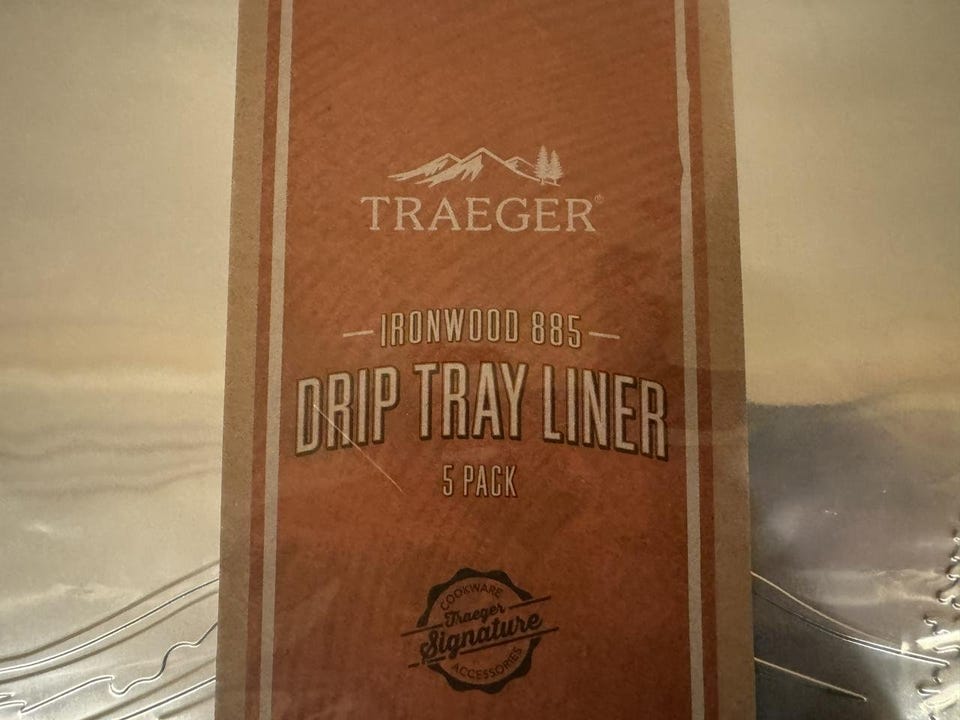 TRAEGER®
IRONWOOD 885
DRIP TRAY LINER
5 PACK
COOKWARE
Traeger
Signature
ACCESSORIES